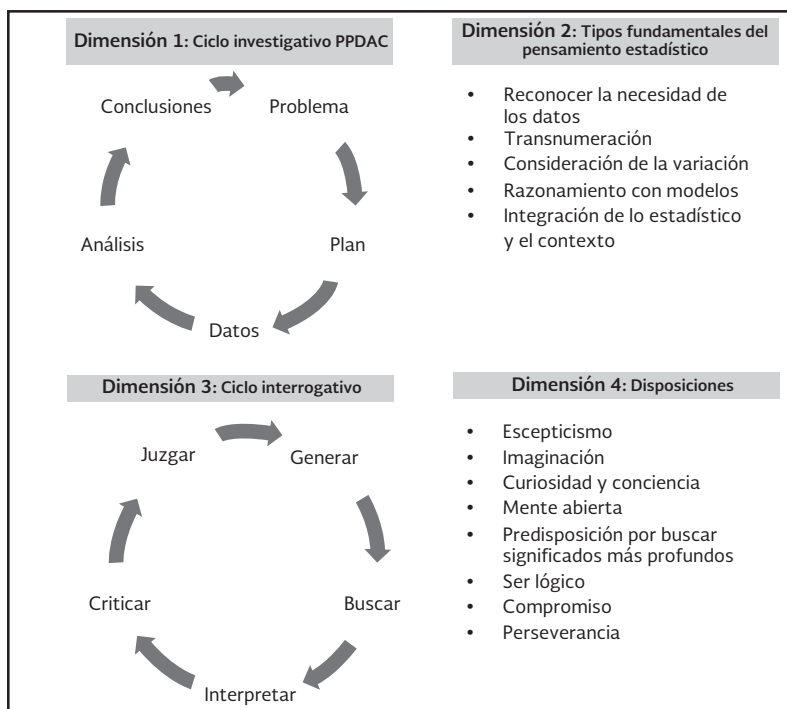 Dimensión 1: Ciclo investigativo PPDAC
Conclusiones
Problema
Plan
Datos
Análisis
Dimensión 2: Tipos fundamentales del
pensamiento estadístico
• Reconocer la necesidad de
los datos
• Transnumeración
• Consideración de la variación
• Razonamiento con modelos
• Integración de lo estadístico
y el contexto
Dimensión 3: Ciclo interrogativo
Juzgar
Generar
Buscar
Interpretar
Criticar
Dimensión 4: Disposiciones
• Escepticismo
• Imaginación
• Curiosidad y conciencia
• Mente abierta
• Predisposición por buscar
significados más profundos
• Ser lógico
• Compromiso
• Perseverancia